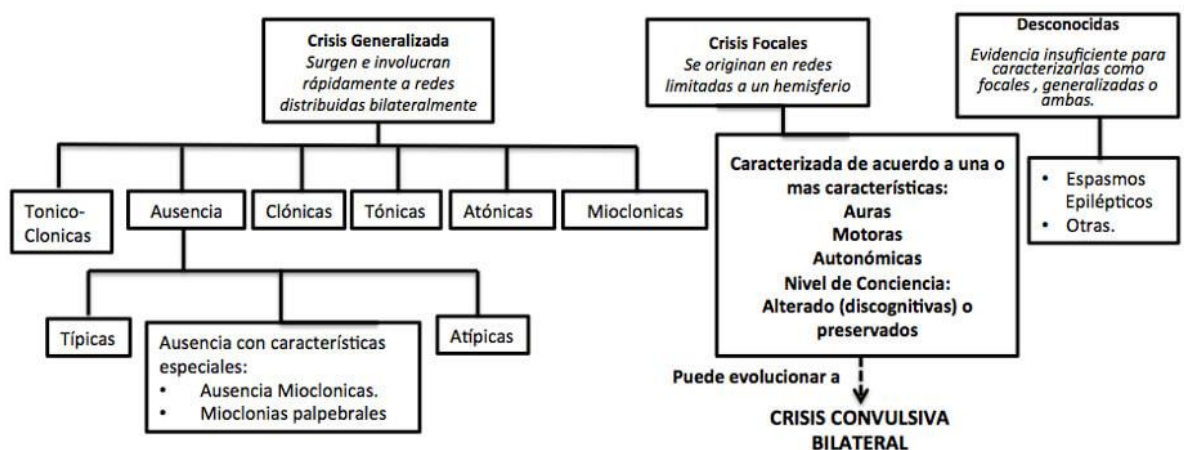 Crisis Generalizada
Surgen e involucran
rápidamente a redes
distribuidas bilateralmente
Tonico-
Clonicas
Ausencia
Clónicas
Tónicas
Atónicas
Mioclonicas
Típicas
Ausencia con características
especiales:
• Ausencia Mioclonicas.
• Mioclonias palpebrales
Atípicas
Crisis Focales
Se originan en redes
limitadas a un hemisferio
Caracterizada de acuerdo a una o
mas características:
Auras
Motoras
Autonómicas
Nivel de Conciencia:
Alterado (discognitivas) o
preservados
Puede evolucionar a
CRISIS CONVULSIVA
BILATERAL
Desconocidas
Evidencia insuficiente para
caracterizarlas como
focales , generalizadas o
ambas.
• Espasmos
Epilépticos
• Otras.